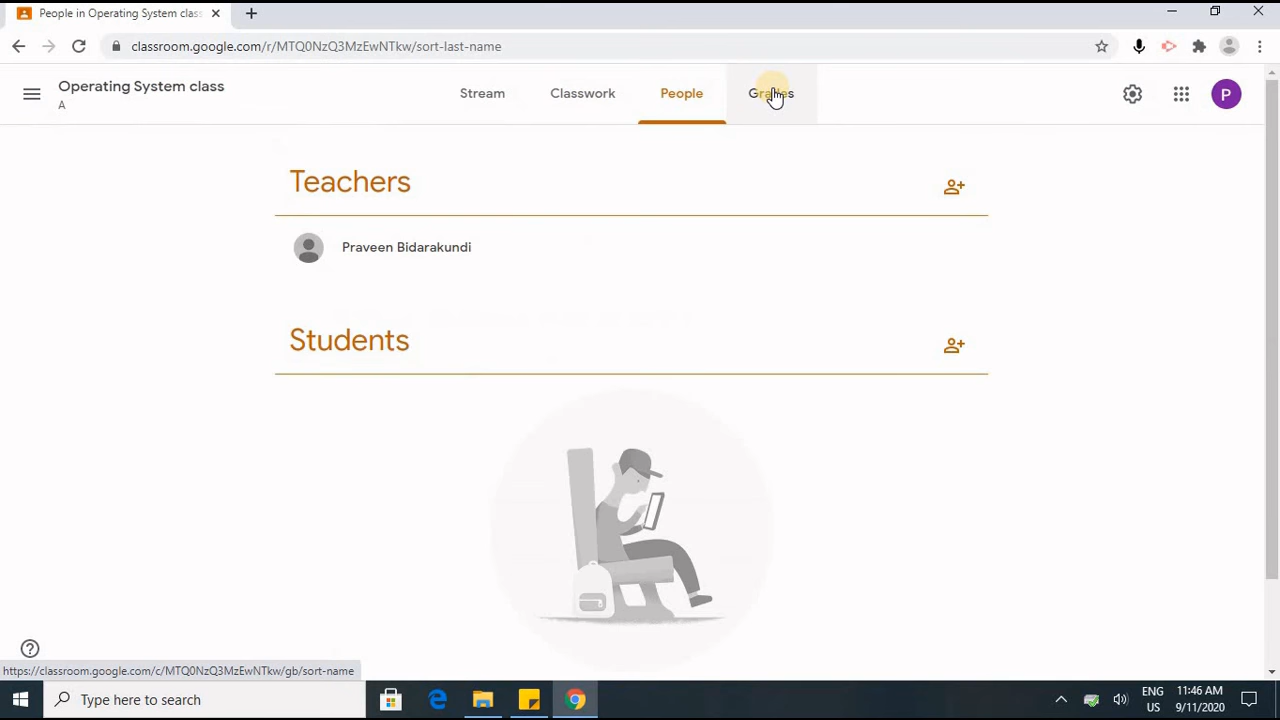 People in Operating System clas
classroom.google.com/r/MTQ0NzQ3MzEwNTkw/sort-last-name
Operating System class
A
Stream
Classwork
People
Grades
P
Teachers
Praveen Bidarakundi
Students
https://classroom.google.com/c/MTQ0NzQ3MzEwNTkw/gb/sort-name
Type here to search
ENG
US
11:46 AM
9/11/2020